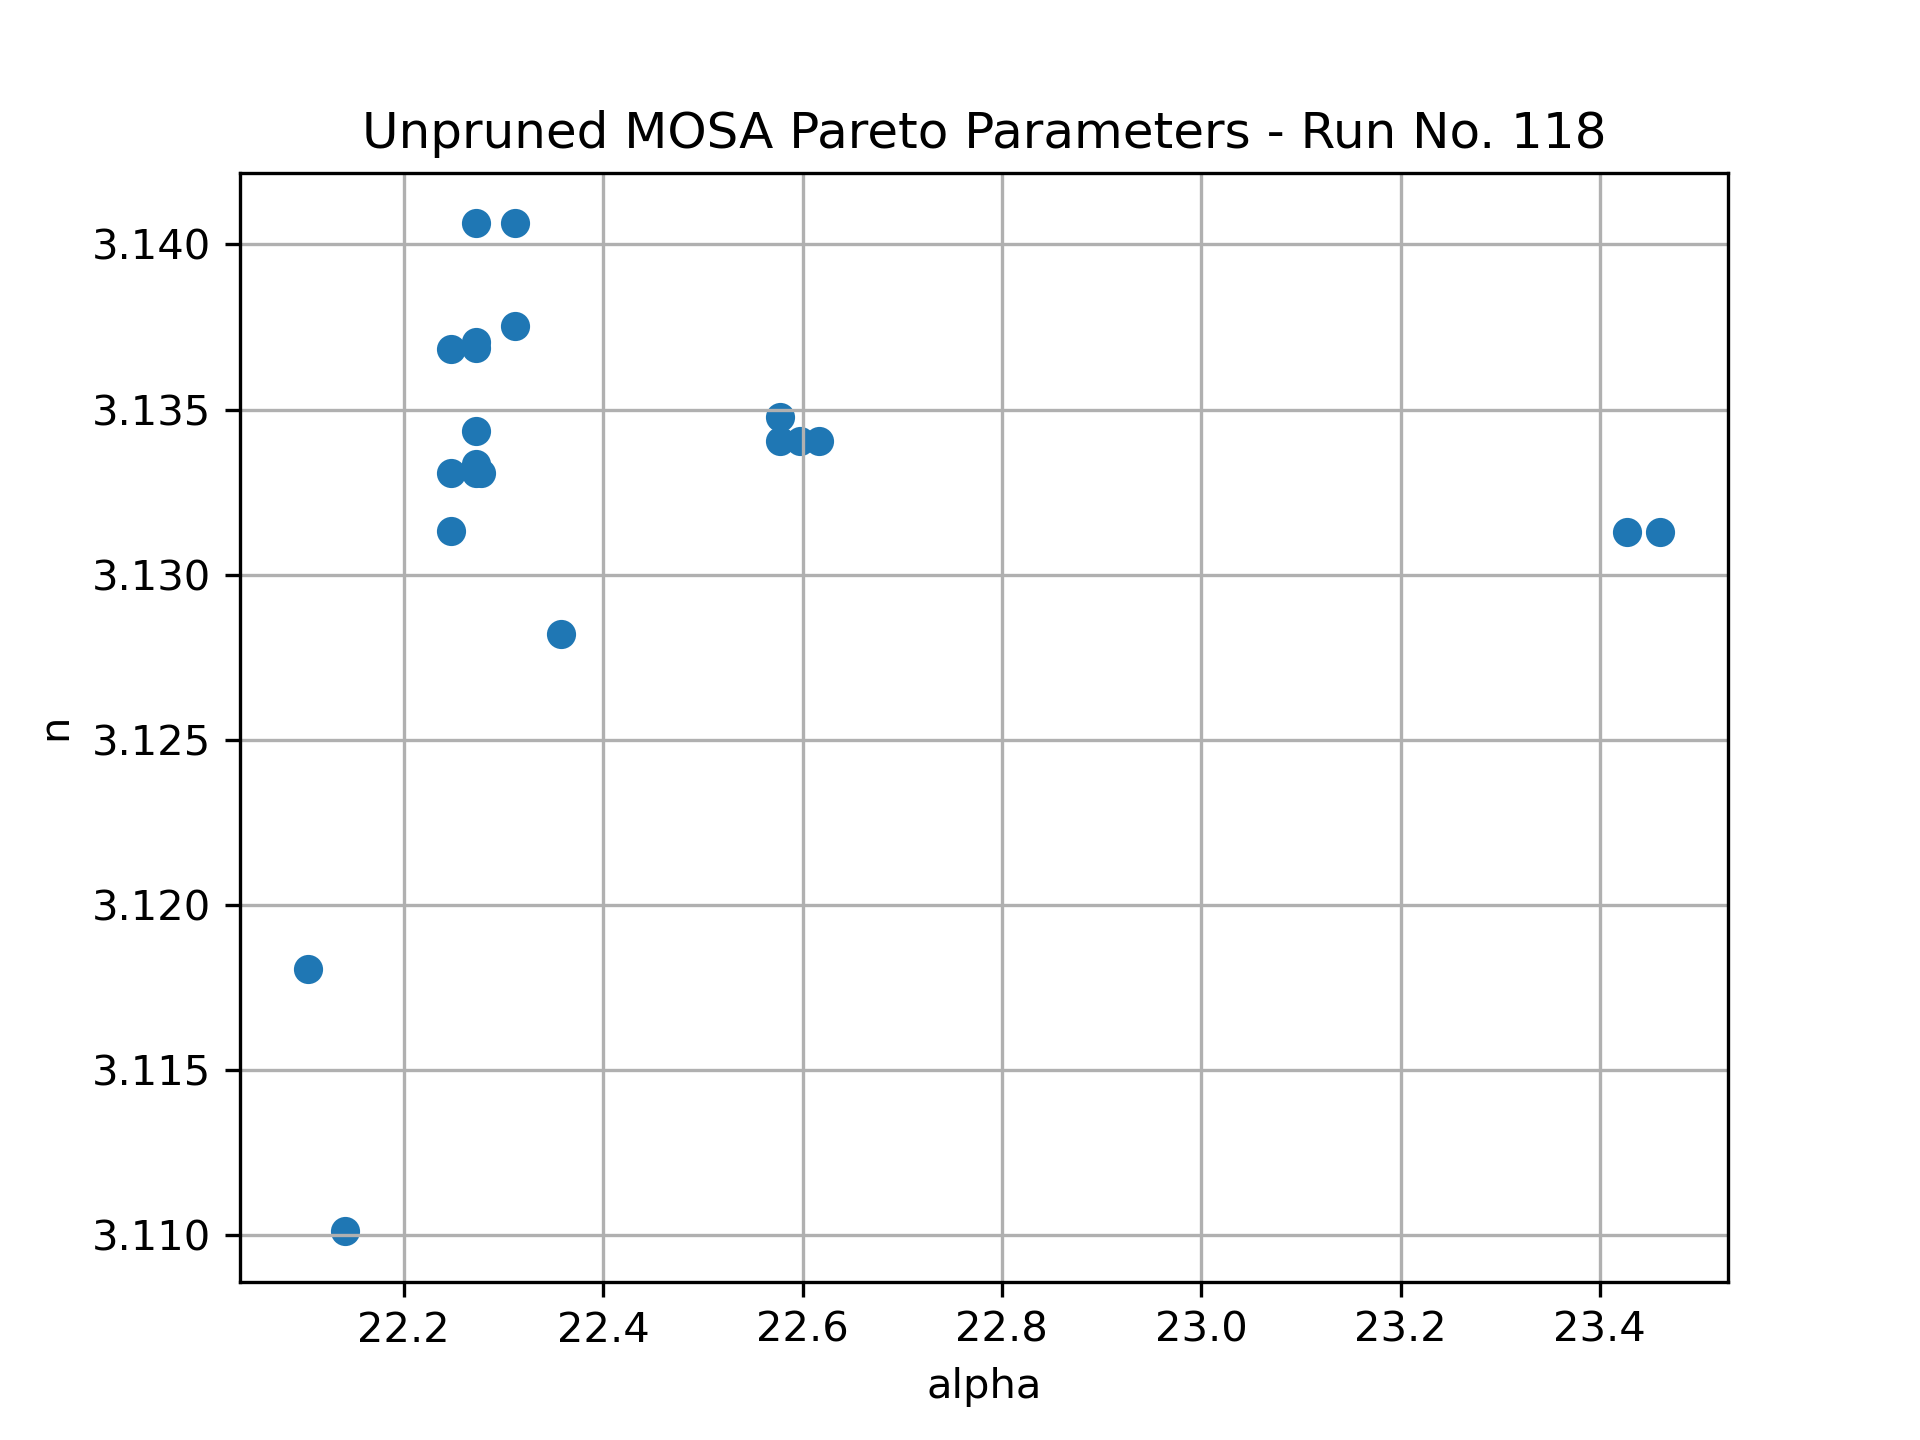 Unpruned MOSA Pareto Parameters - Run No. 118
3.140
3.135
3.130
3.125
3.120
3.115
3.110
n
22.2 22.4 22.6 22.8 23.0 23.2 23.4
alpha